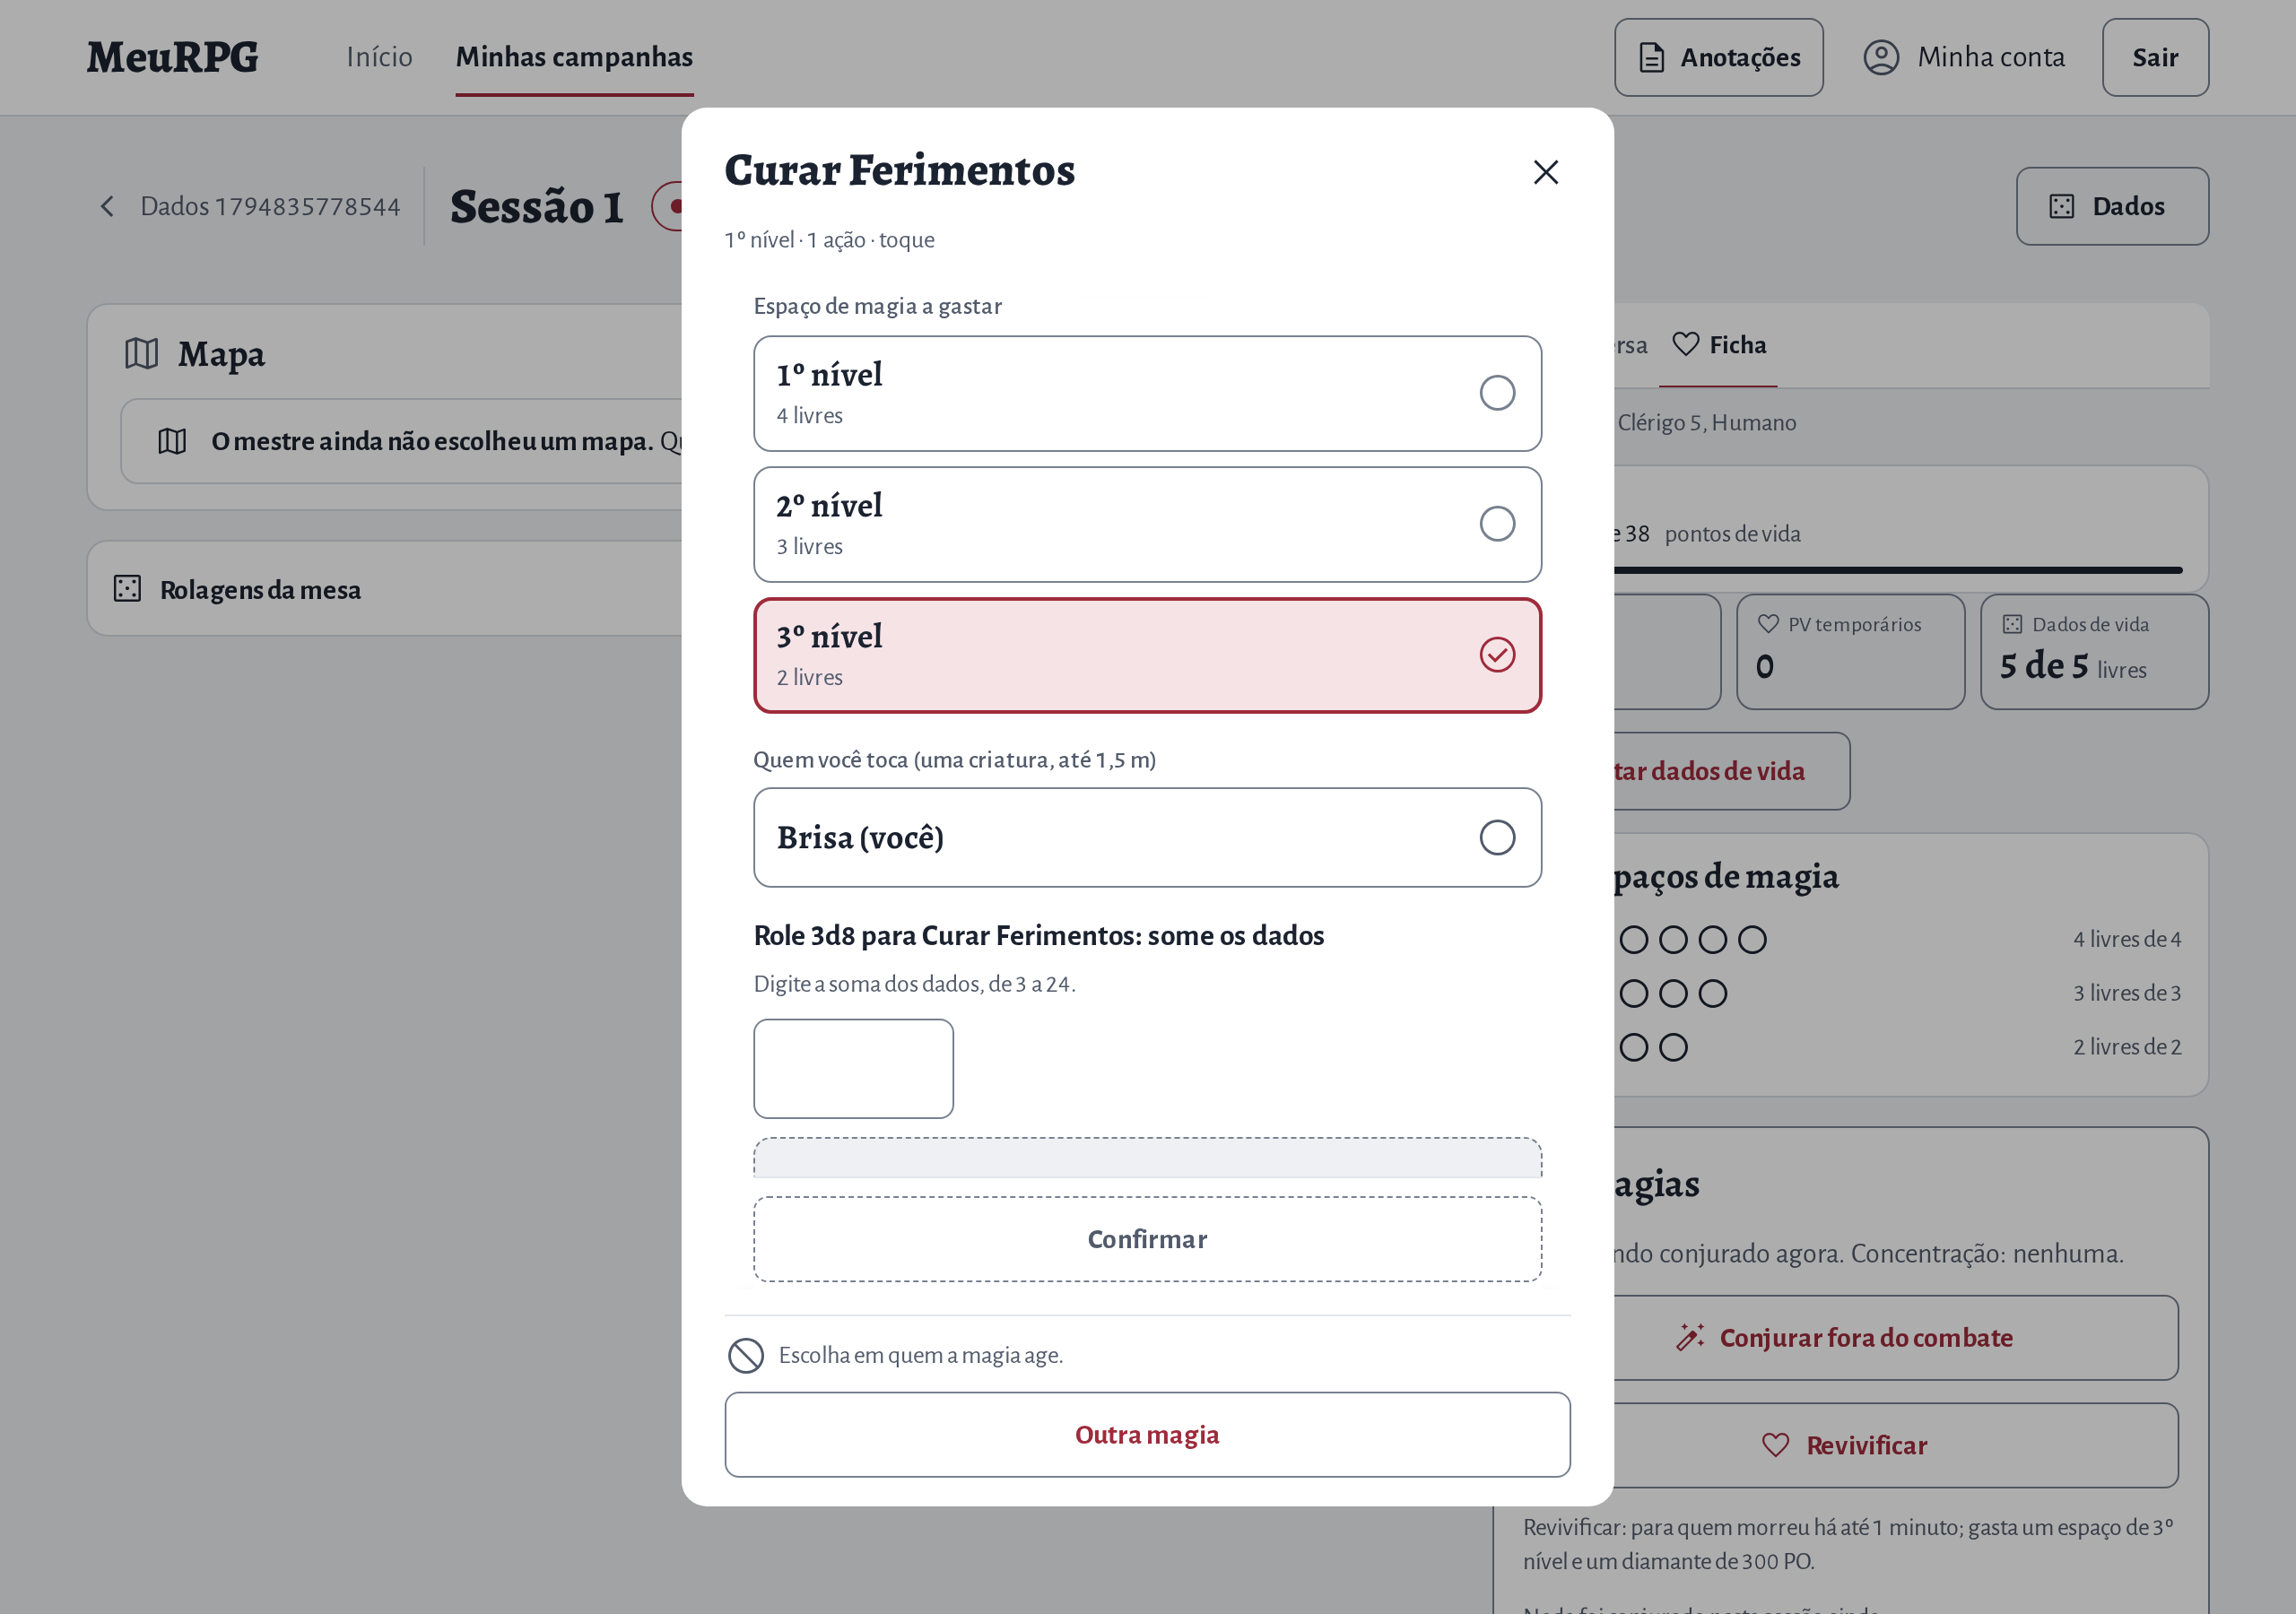 MeuRPG
Início
Minhas campanhas
Anotações
Minha conta
Sair
Dados 1794835778544
Sessão 1
Dados
Mapa
O mestre ainda não escolheu um mapa.
Rolagens da mesa
Curar Ferimentos
1º nível · 1 ação · toque
Espaço de magia a gastar
1º nível
4 livres
2º nível
3 livres
3º nível
2 livres
Quem você toca (uma criatura, até 1,5 m)
Brisa (você)
Role 3d8 para Curar Ferimentos: some os dados
Digite a soma dos dados, de 3 a 24.
Confirmar
Escolha em quem a magia age.
Outra magia
Ficha
Clérigo 5, Humano
38 pontos de vida
PV temporários
0
Dados de vida
5 de 5 livres
dados de vida
de magia
4 livres de 4
3 livres de 3
2 livres de 2
conjurado agora. Concentração: nenhuma.
Conjurar fora do combate
Revivificar
Revivificar: para quem morreu há até 1 minuto; gasta um espaço de 3º
nível e um diamante de 300 PO.